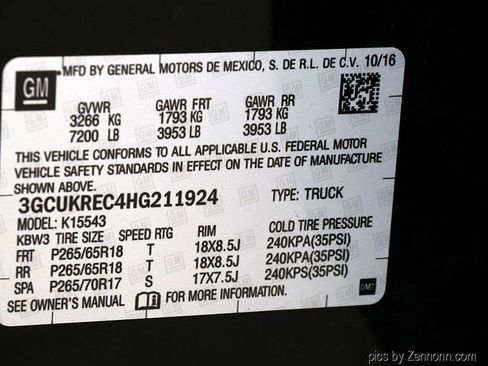 GM
MFD BY GENERAL MOTORS DE MEXICO, S. DE R.L. DE C.V. 10/16
GVWR GAWR FRT GAWR RR
3266 KG 1793 KG 1793 KG
7200 LB 3953 LB 3953 LB
THIS VEHICLE CONFORMS TO ALL APPLICABLE U.S. FEDERAL MOTOR
VEHICLE SAFETY STANDARDS IN EFFECT ON THE DATE OF MANUFACTURE
SHOWN ABOVE.
3GCUKREC4HG211924 TYPE: TRUCK
MODEL: K15543
KBW3 TIRE SIZE SPEED RTG RIM COLD TIRE PRESSURE
FRT P265/65R18 T 18X8.5J 240KPA(35PSI)
RR P265/65R18 T 18X8.5J 240KPA(35PSI)
SPA P265/70R17 S 17X7.5J 240KPS(35PSI)
SEE OWNER'S MANUAL FOR MORE INFORMATION. DMT
pics by Zennonn.com